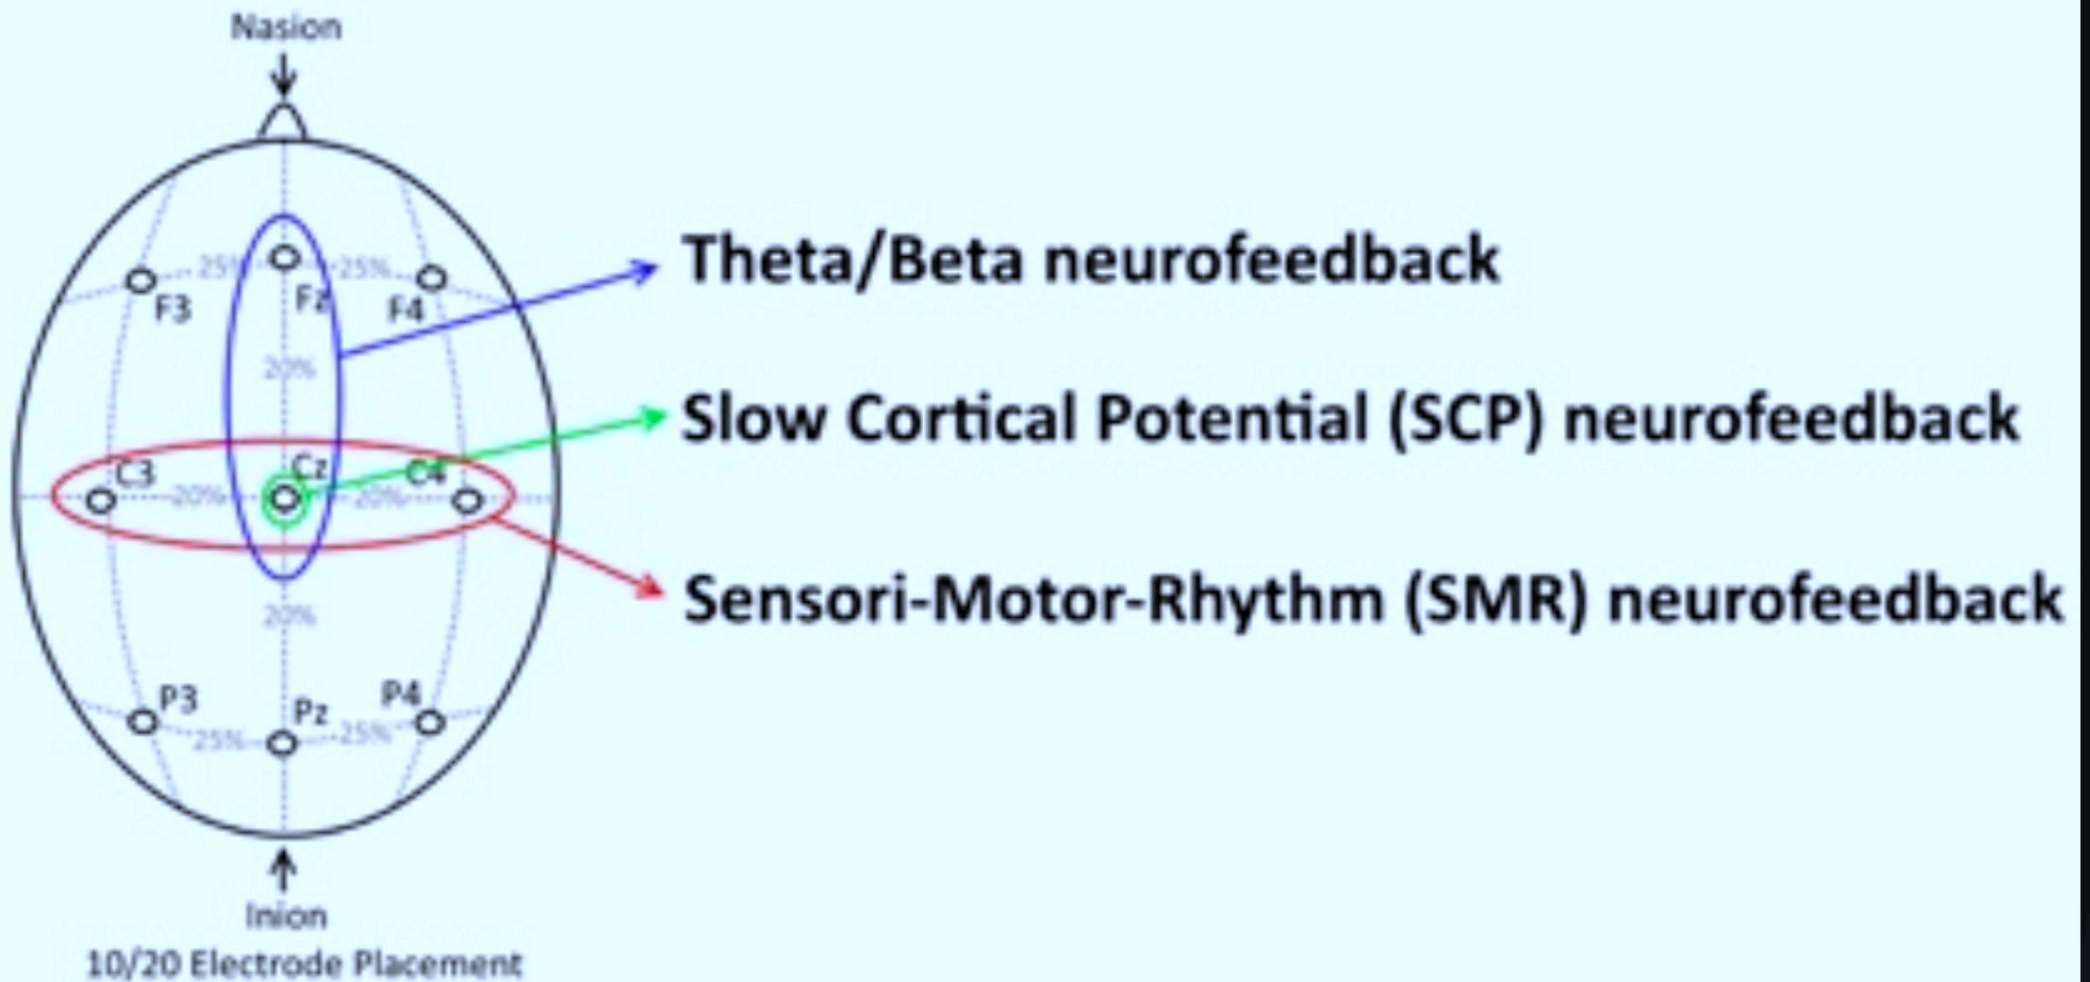 Nasion
25% 25%
F3 Fz F4
20%
Theta/Beta neurofeedback
Slow Cortical Potential (SCP) neurofeedback
C3 Cz C4
20% 20%
Sensori-Motor-Rhythm (SMR) neurofeedback
20%
P3 Pz P4
25% 25%
Inion
10/20 Electrode Placement